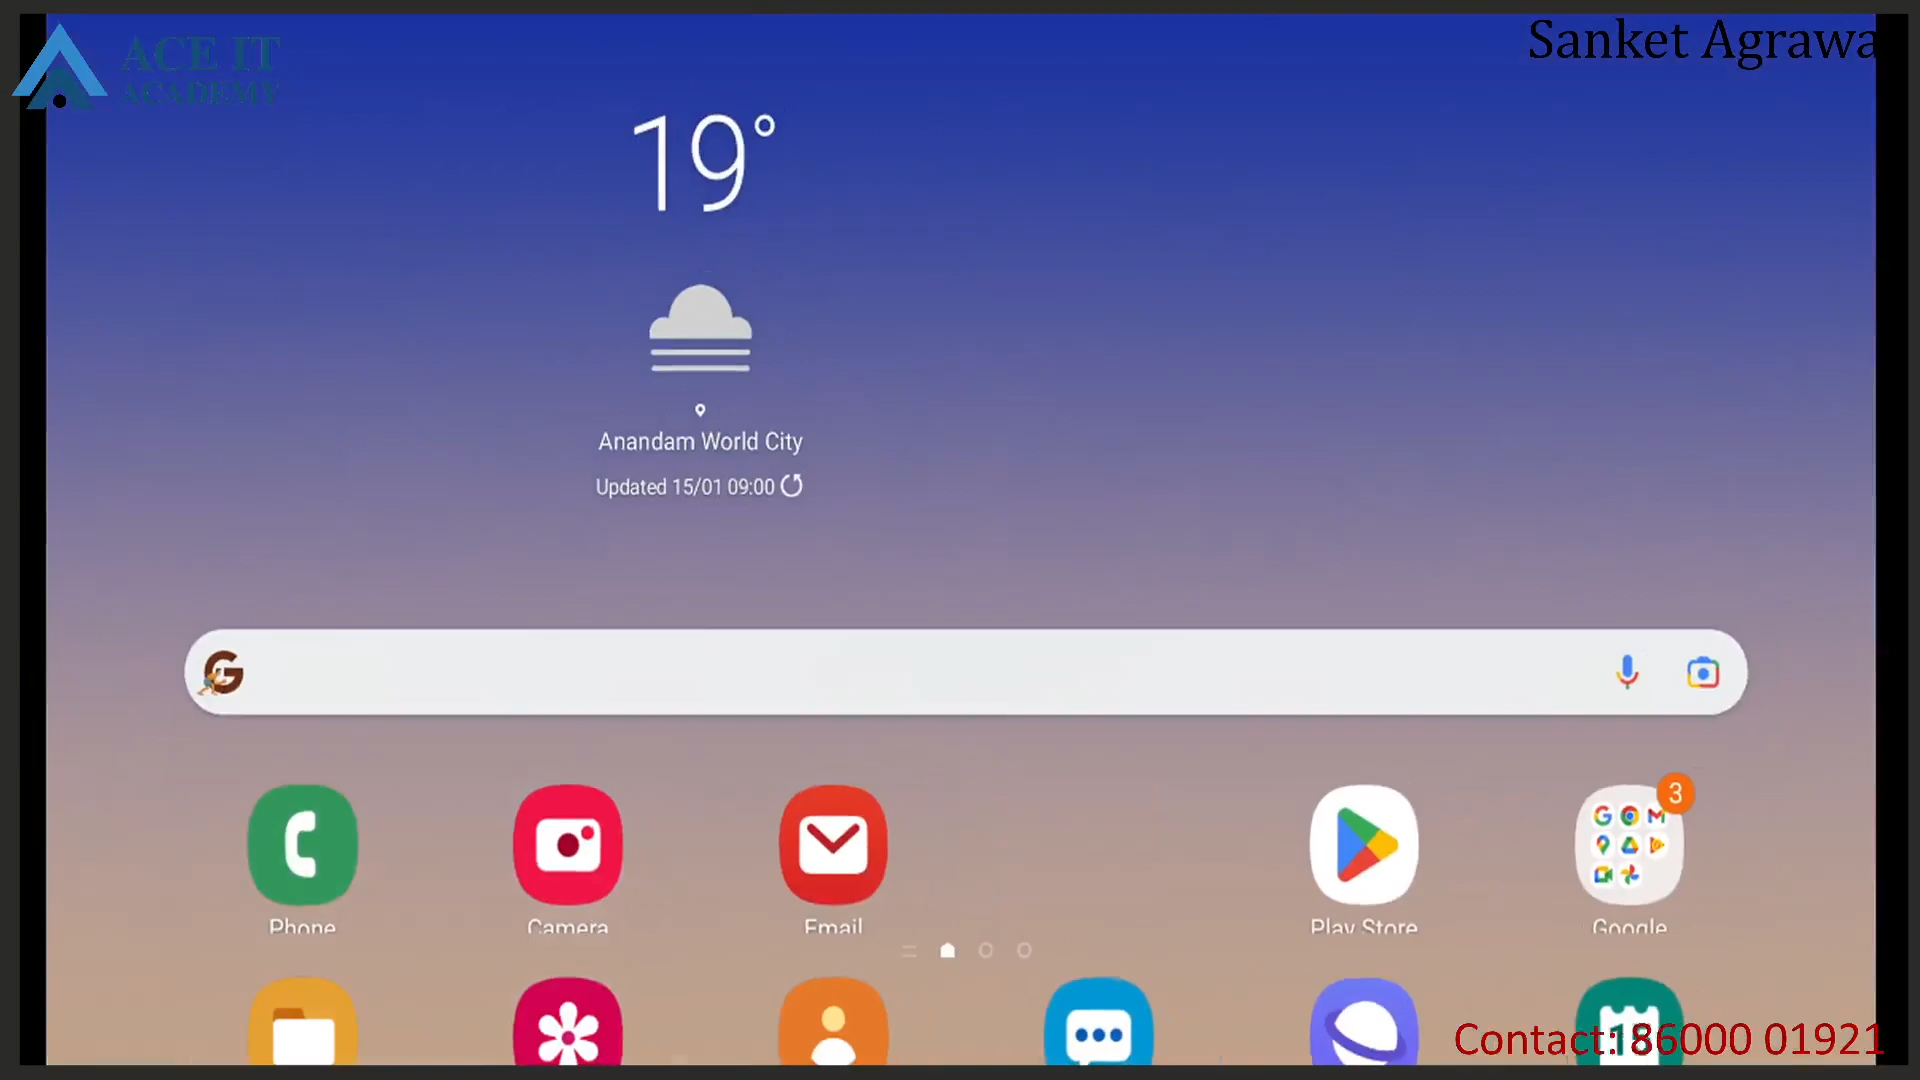 ACE IT
ACADEMY
Sanket Agrawa
19°
Anandam World City
Updated 15/01 09:00
G
3
Phone
Camera
Email
Play Store
Google
Contact: 86000 01921